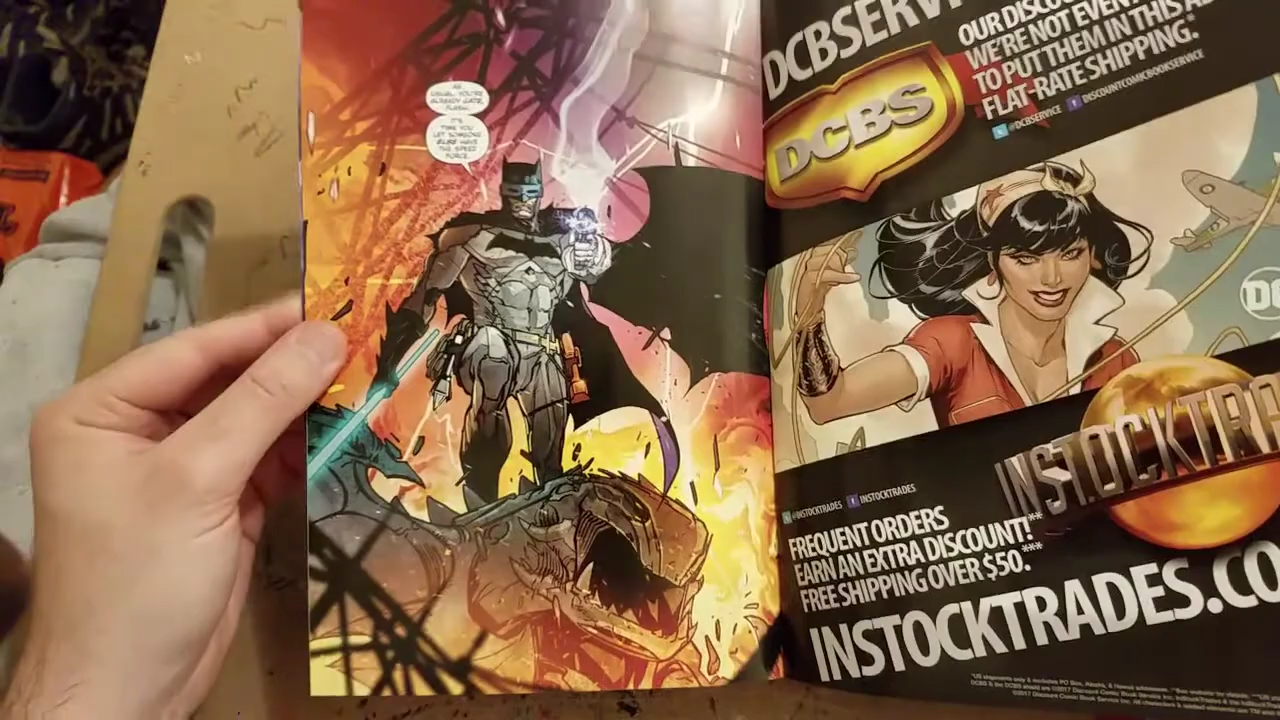 AS
USUAL, YOU'RE
ALREADY LATE,
FLASH.
IT'S
TIME YOU
LET SOMEONE
ELSE HAVE
THE SPEED
FORCE.
DCBSERVI
DCBS
OUR DISCOU
WE'RE NOT EVEN
TO PUT THEM IN THIS AD
FLAT-RATE SHIPPING.*
@DCBSERVICE
DISCOUNTCOMICBOOKSERVICE
DC
INSTOCKTRA
@INSTOCKTRADES
INSTOCKTRADES
FREQUENT ORDERS
EARN AN EXTRA DISCOUNT!**
FREE SHIPPING OVER $50.***
INSTOCKTRADES.CO